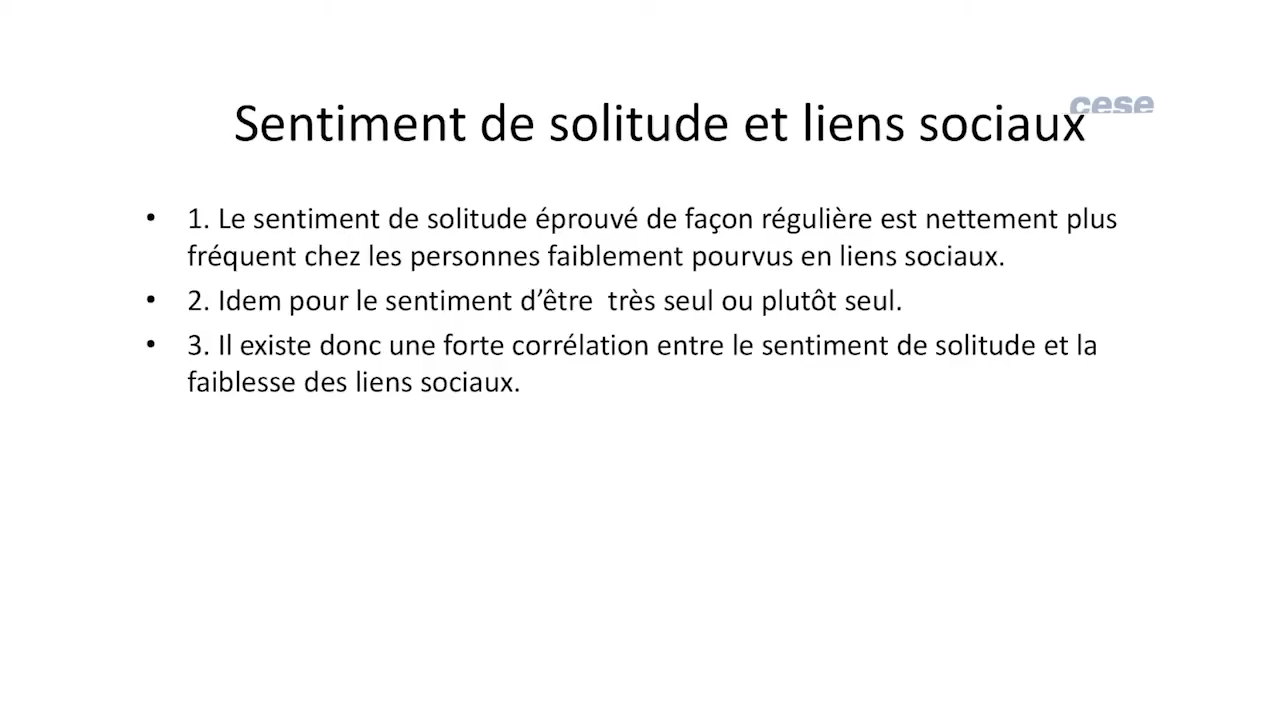 cese
Sentiment de solitude et liens sociaux
• 1. Le sentiment de solitude éprouvé de façon régulière est nettement plus
fréquent chez les personnes faiblement pourvus en liens sociaux.
• 2. Idem pour le sentiment d’être  très seul ou plutôt seul.
• 3. Il existe donc une forte corrélation entre le sentiment de solitude et la
faiblesse des liens sociaux.